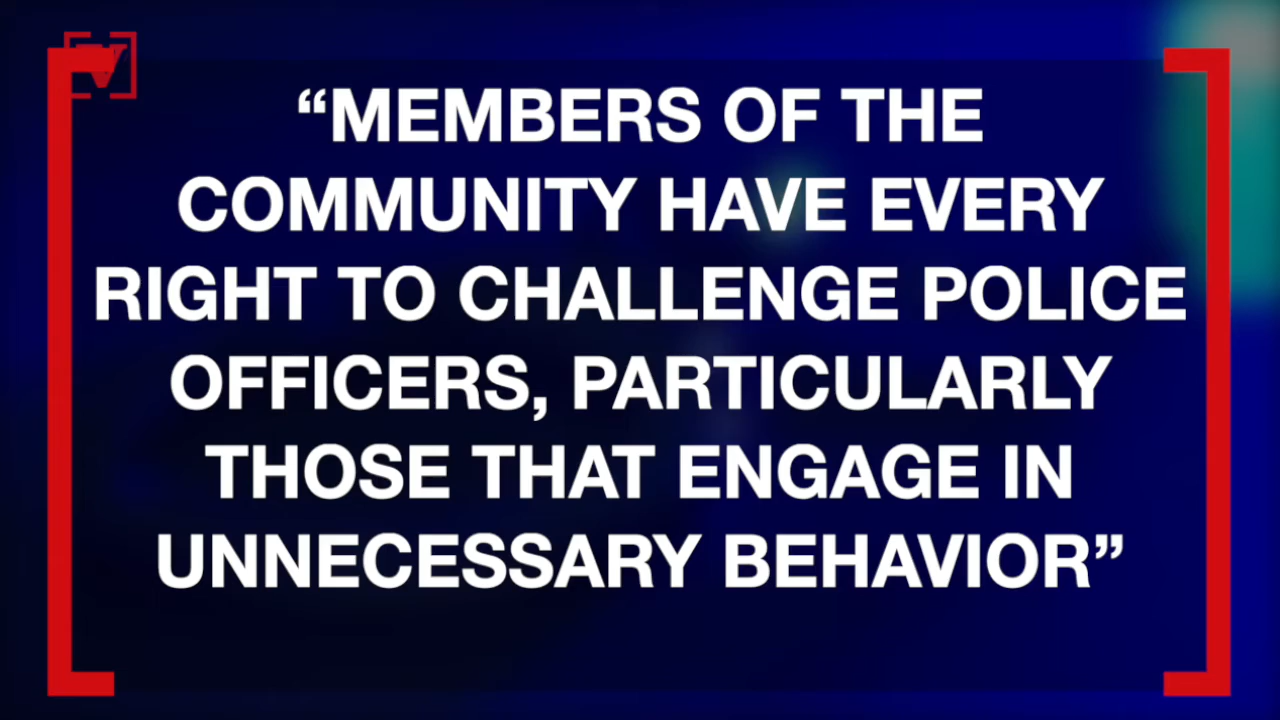 “MEMBERS OF THE
COMMUNITY HAVE EVERY
RIGHT TO CHALLENGE POLICE
OFFICERS, PARTICULARLY
THOSE THAT ENGAGE IN
UNNECESSARY BEHAVIOR”